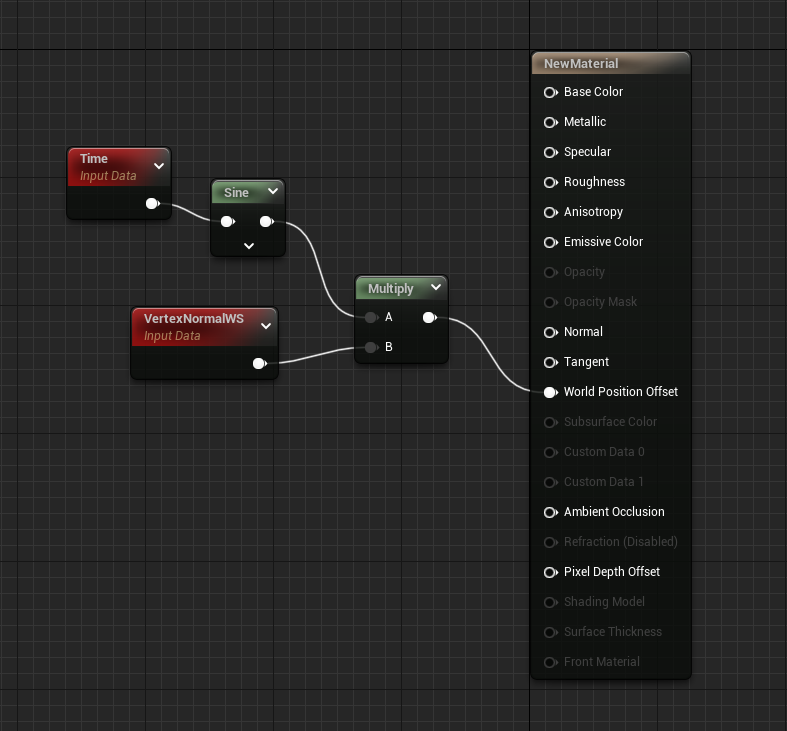 Time
Input Data
Sine
VertexNormalWS
Input Data
Multiply
A
B
NewMaterial
Base Color
Metallic
Specular
Roughness
Anisotropy
Emissive Color
Opacity
Opacity Mask
Normal
Tangent
World Position Offset
Subsurface Color
Custom Data 0
Custom Data 1
Ambient Occlusion
Refraction (Disabled)
Pixel Depth Offset
Shading Model
Surface Thickness
Front Material